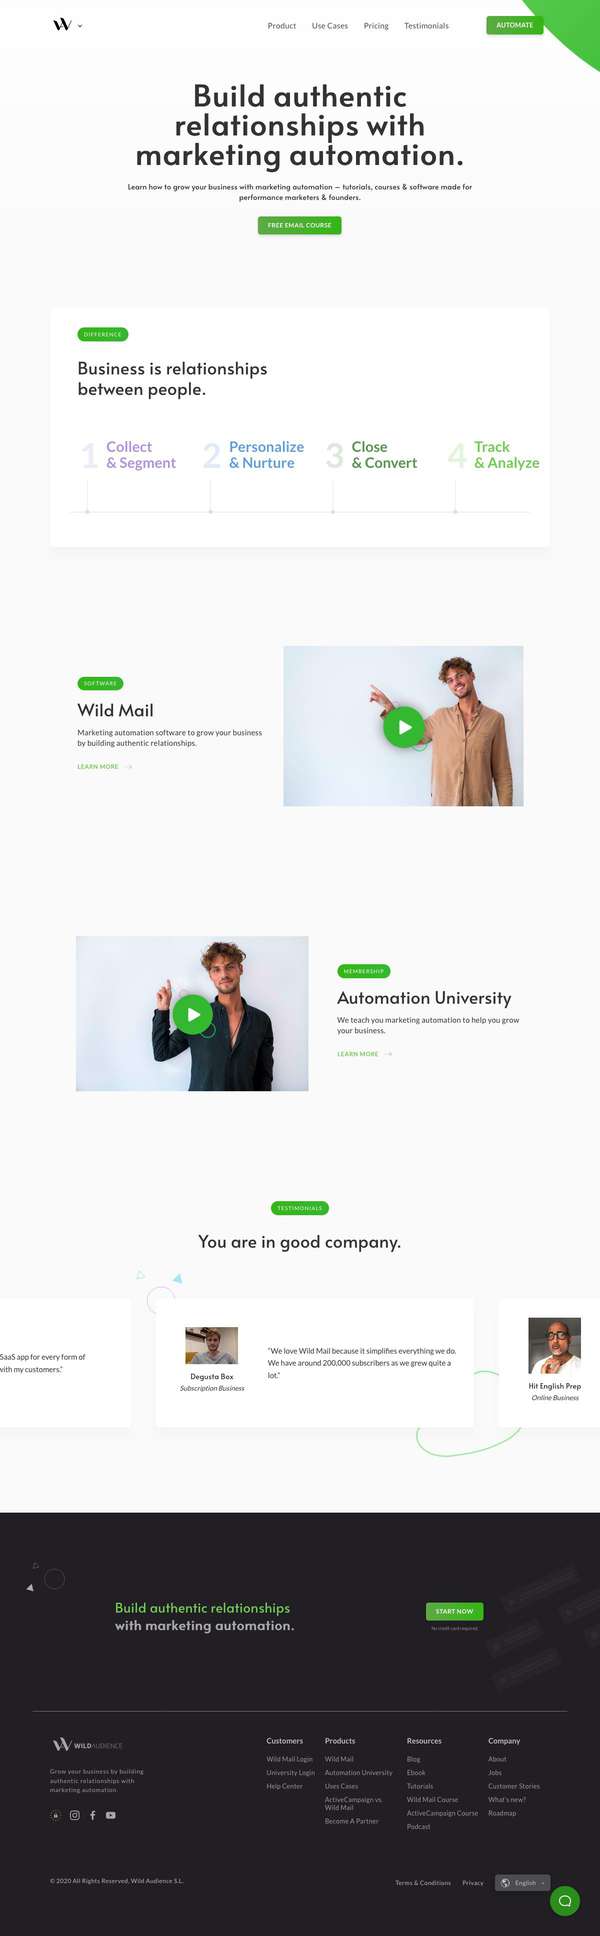 Product Use Cases Pricing Testimonials AUTOMATE
Build authentic
relationships with
marketing automation.
Learn how to grow your business with marketing automation — tutorials, courses & software made for
performance marketers & founders.
FREE EMAIL COURSE
DIFFERENCE
Business is relationships
between people.
1 Collect
& Segment
2 Personalize
& Nurture
3 Close
& Convert
4 Track
& Analyze
SOFTWARE
Wild Mail
Marketing automation software to grow your business
by building authentic relationships.
LEARN MORE
MEMBERSHIP
Automation University
We teach you marketing automation to help you grow
your business.
LEARN MORE
TESTIMONIALS
You are in good company.
SaaS app for every form of
with my customers."
Degusta Box
Subscription Business
"We love Wild Mail because it simplifies everything we do.
We have around 200,000 subscribers as we grew quite a
lot."
Hit English Prep
Online Business
Build authentic relationships
with marketing automation.
START NOW
No credit card required
WILDAUDIENCE
Grow your business by building
authentic relationships with
marketing automation.
Customers
Wild Mail Login
University Login
Help Center
Products
Wild Mail
Automation University
Uses Cases
ActiveCampaign vs.
Wild Mail
Become A Partner
Resources
Blog
Ebook
Tutorials
Wild Mail Course
ActiveCampaign Course
Podcast
Company
About
Jobs
Customer Stories
What's new?
Roadmap
© 2020 All Rights Reserved, Wild Audience S.L.
Terms & Conditions Privacy English